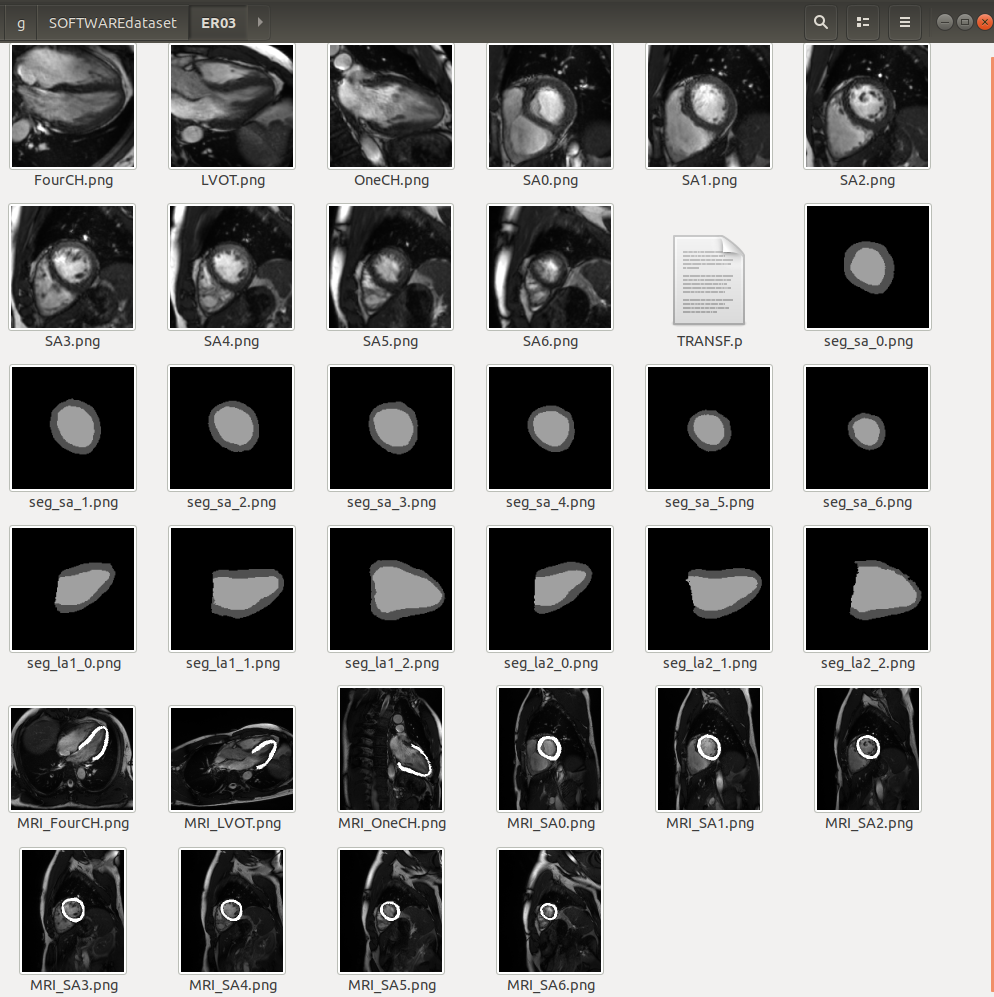 g SOFTWAREdataset ER03
FourCH.png LVOT.png OneCH.png SA0.png SA1.png SA2.png
SA3.png SA4.png SA5.png SA6.png TRANSF.p seg_sa_0.png
seg_sa_1.png seg_sa_2.png seg_sa_3.png seg_sa_4.png seg_sa_5.png seg_sa_6.png
seg_la1_0.png seg_la1_1.png seg_la1_2.png seg_la2_0.png seg_la2_1.png seg_la2_2.png
MRI_FourCH.png MRI_LVOT.png MRI_OneCH.png MRI_SA0.png MRI_SA1.png MRI_SA2.png
MRI_SA3.png MRI_SA4.png MRI_SA5.png MRI_SA6.png